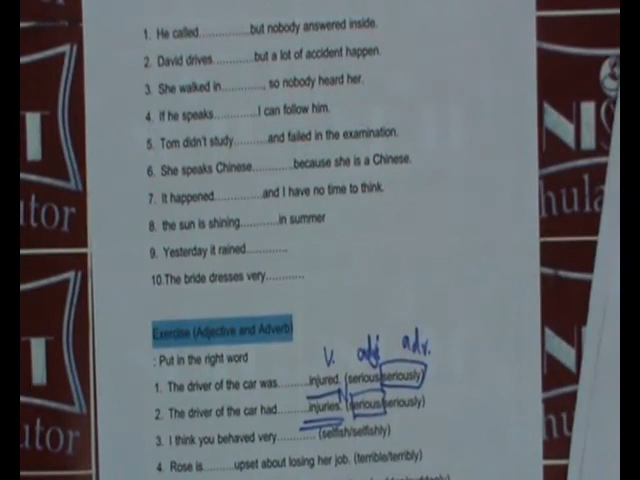 1. He called.............but nobody answered inside.
2. David drives...........but a lot of accident happen.
3. She walked in............, so nobody heard her.
4. If he speaks............I can follow him.
5. Tom didn't study.........and failed in the examination.
6. She speaks Chinese...........because she is a Chinese.
7. It happened.............and I have no time to think.
8. the sun is shining..........in summer
9. Yesterday it rained...........
10.The bride dresses very...........
Exercise (Adjective and Adverb)
: Put in the right word
v. adj adv.
1. The driver of the car was.........injured. (serious/seriously)
2. The driver of the car had.........injuries. (serious/seriously)
3. I think you behaved very........... (selfish/selfishly)
4. Rose is........upset about losing her job. (terrible/terribly)
T
utor
T
utor
NI
hula
hula